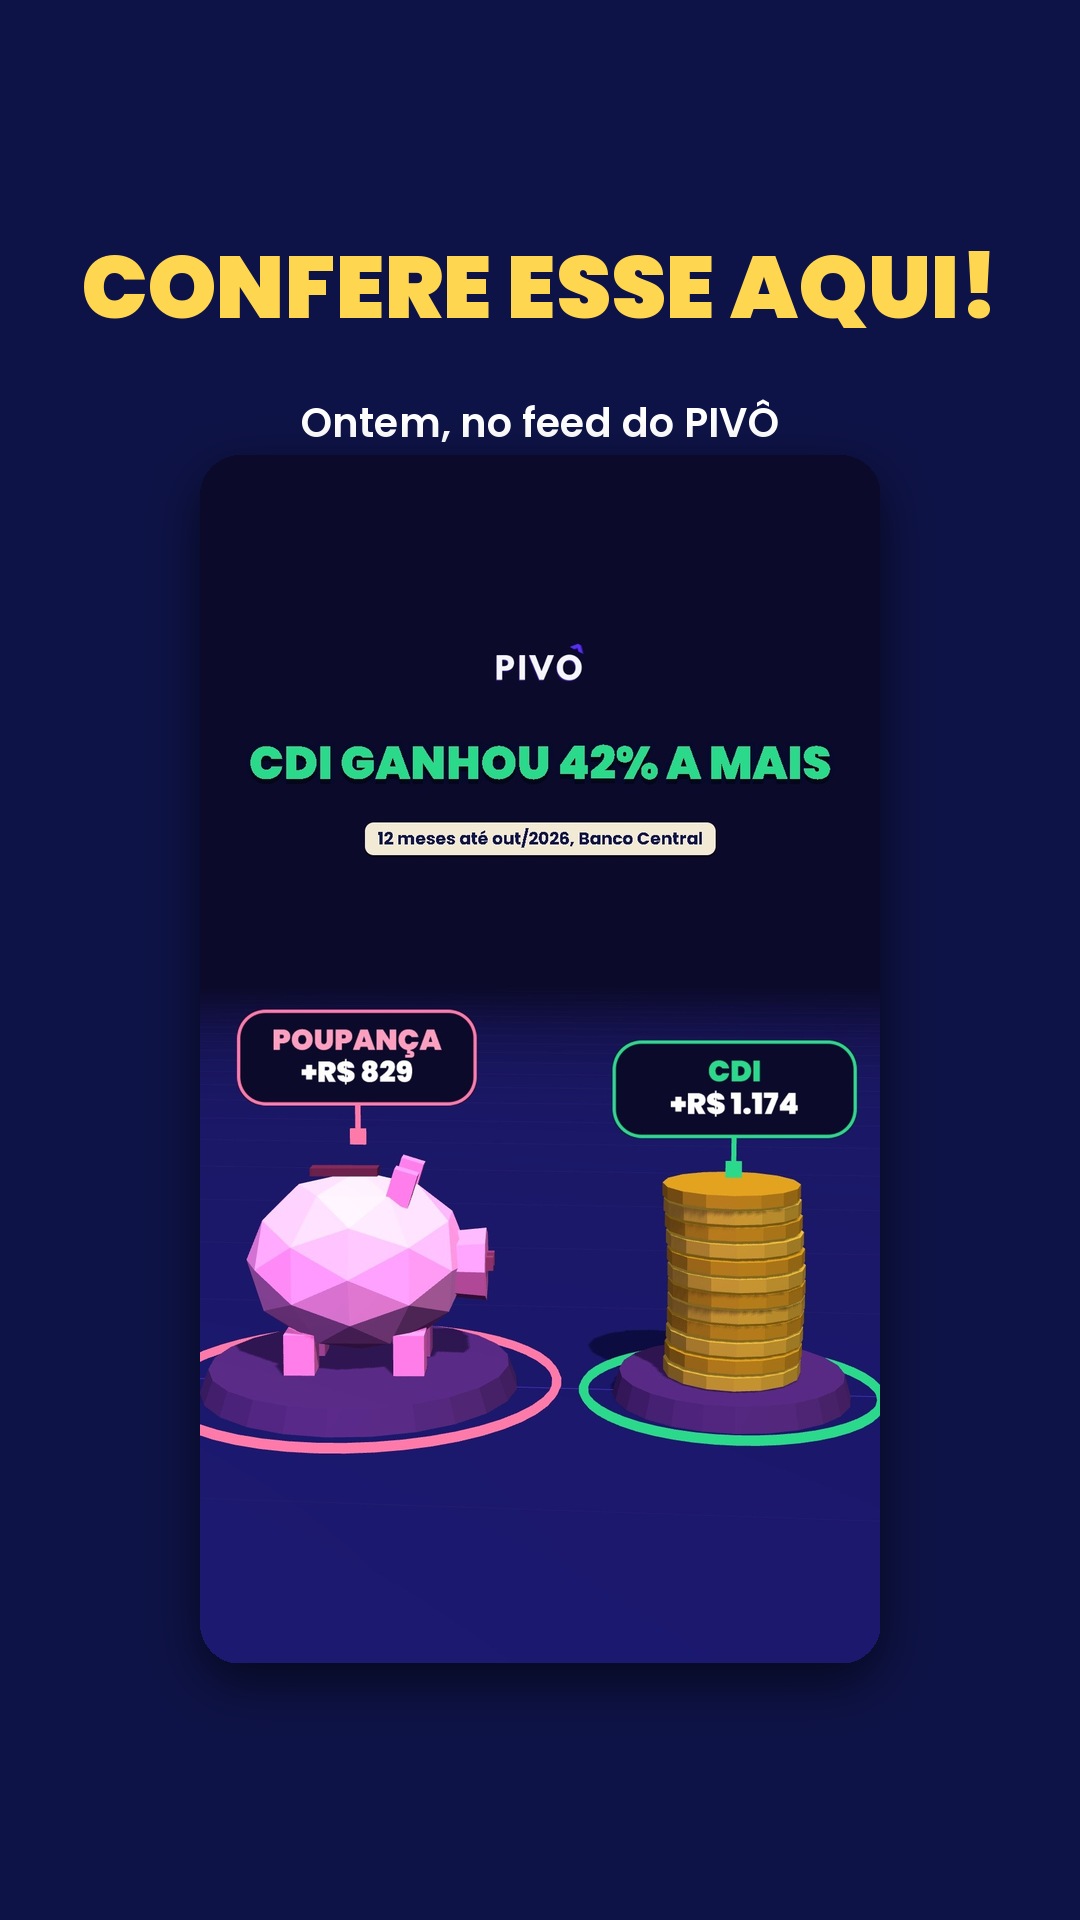 CONFERE ESSE AQUI!
Ontem, no feed do PIVÔ
PIVÔ
CDI GANHOU 42% A MAIS
12 meses até out/2026, Banco Central
POUPANÇA
+R$ 829
CDI
+R$ 1.174